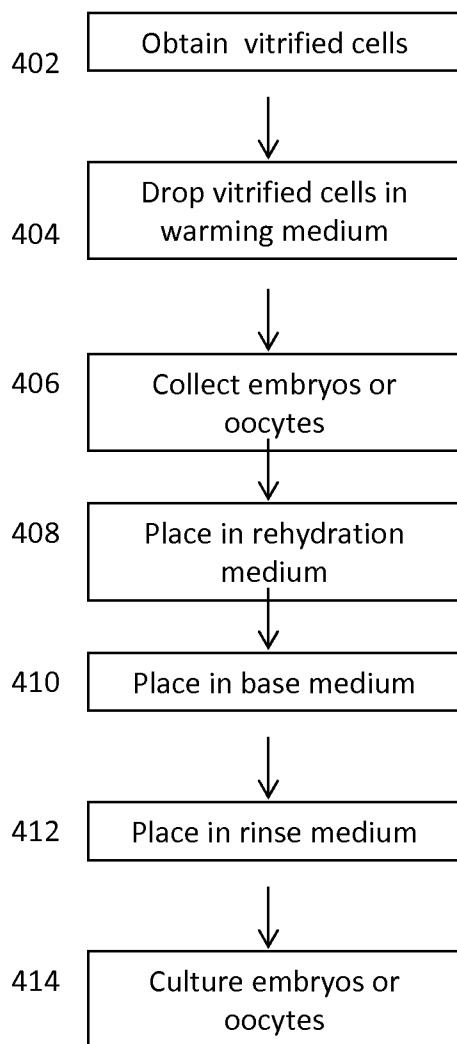 402
Obtain vitrified cells
404
Drop vitrified cells in
warming medium
406
Collect embryos or
oocytes
408
Place in rehydration
medium
410
Place in base medium
412
Place in rinse medium
414
Culture embryos or
oocytes